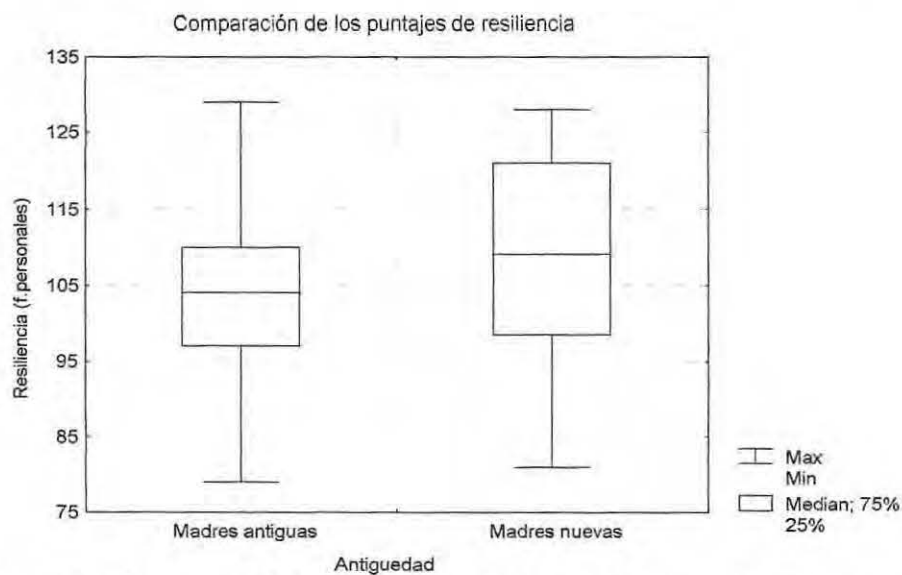 Comparación de los puntajes de resiliencia
135
125
115
105
95
85
75
Resiliencia (f.personales)
Madres antiguas
Madres nuevas
Antiguedad
Max
Min
Median; 75%
25%